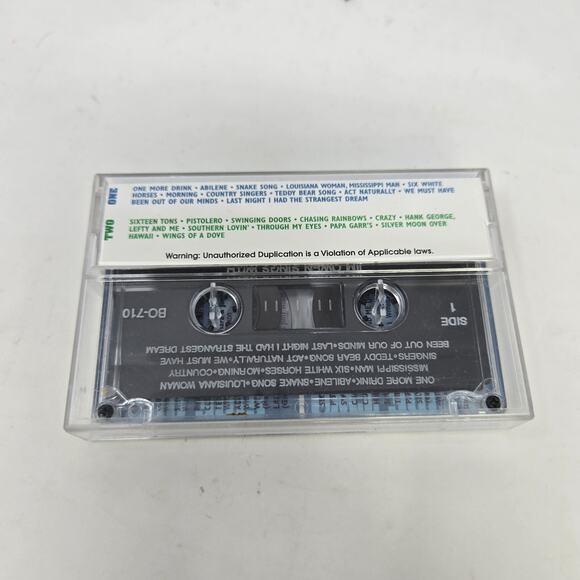 ONE
ONE MORE DRINK • ABILENE • SNAKE SONG • LOUISIANA WOMAN, MISSISSIPPI MAN • SIX WHITE
HORSES • MORNING • COUNTRY SINGERS • TEDDY BEAR SONG • ACT NATURALLY • WE MUST HAVE
BEEN OUT OF OUR MINDS • LAST NIGHT I HAD THE STRANGEST DREAM
TWO
SIXTEEN TONS • PISTOLERO • SWINGING DOORS • CHASING RAINBOWS • CRAZY • HANK GEORGE,
LEFTY AND ME • SOUTHERN LOVIN' • THROUGH MY EYES • PAPA GARR'S • SILVER MOON OVER
HAWAII • WINGS OF A DOVE
Warning: Unauthorized Duplication is a Violation of Applicable laws.
SIDE
1
BO-710
ONE MORE DRINK•ABILENE•SNAKE SONG•LOUISIANA WOMAN
MISSISSIPPI MAN•SIX WHITE HORSES•MORNING•COUNTRY
SINGERS•TEDDY BEAR SONG•ACT NATURALLY•WE MUST HAVE
BEEN OUT OF OUR MINDS•LAST NIGHT I HAD THE STRANGEST DREAM